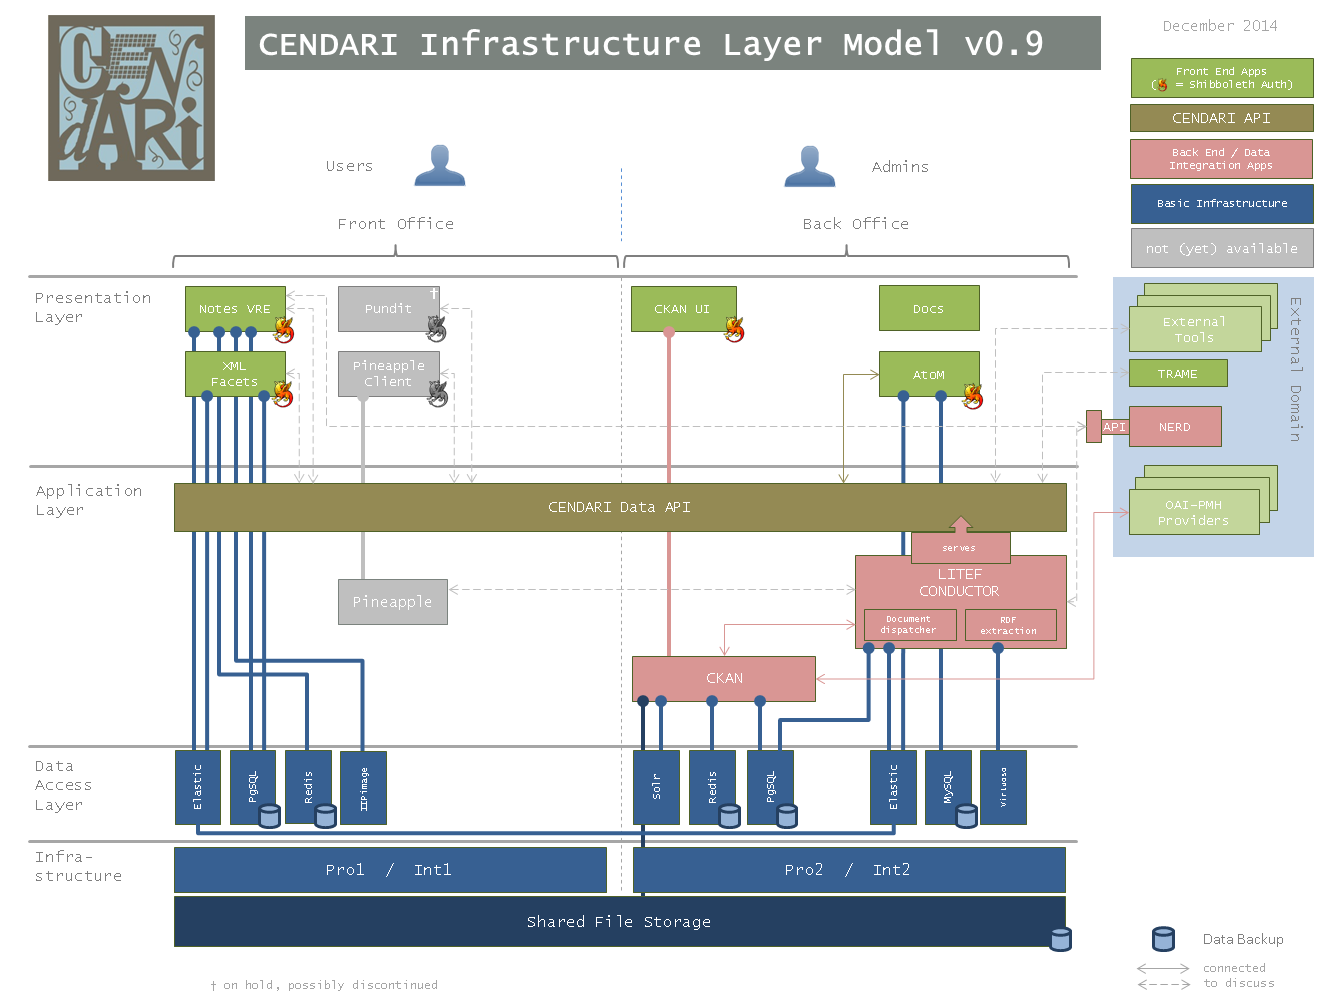 CENDARI
CENDARI Infrastructure Layer Model v0.9
December 2014
Front End Apps
( = Shibboleth Auth)
CENDARI API
Back End / Data
Integration Apps
Basic Infrastructure
not (yet) available
Users
Admins
Front Office
Back Office
Presentation
Layer
Notes VRE
Pundit
†
CKAN UI
Docs
XML
Facets
Pineapple
Client
AtoM
External
Tools
TRAME
API
NERD
OAI-PMH
Providers
External Domain
Application
Layer
CENDARI Data API
serves
LITEF
CONDUCTOR
Document
dispatcher
RDF
extraction
Pineapple
CKAN
Data
Access
Layer
Elastic
PgSQL
Redis
IIPimage
Solr
Redis
PgSQL
Elastic
MySQL
Virtuoso
Infra-
structure
Pro1 / Int1
Pro2 / Int2
Shared File Storage
Data Backup
connected
to discuss
† on hold, possibly discontinued